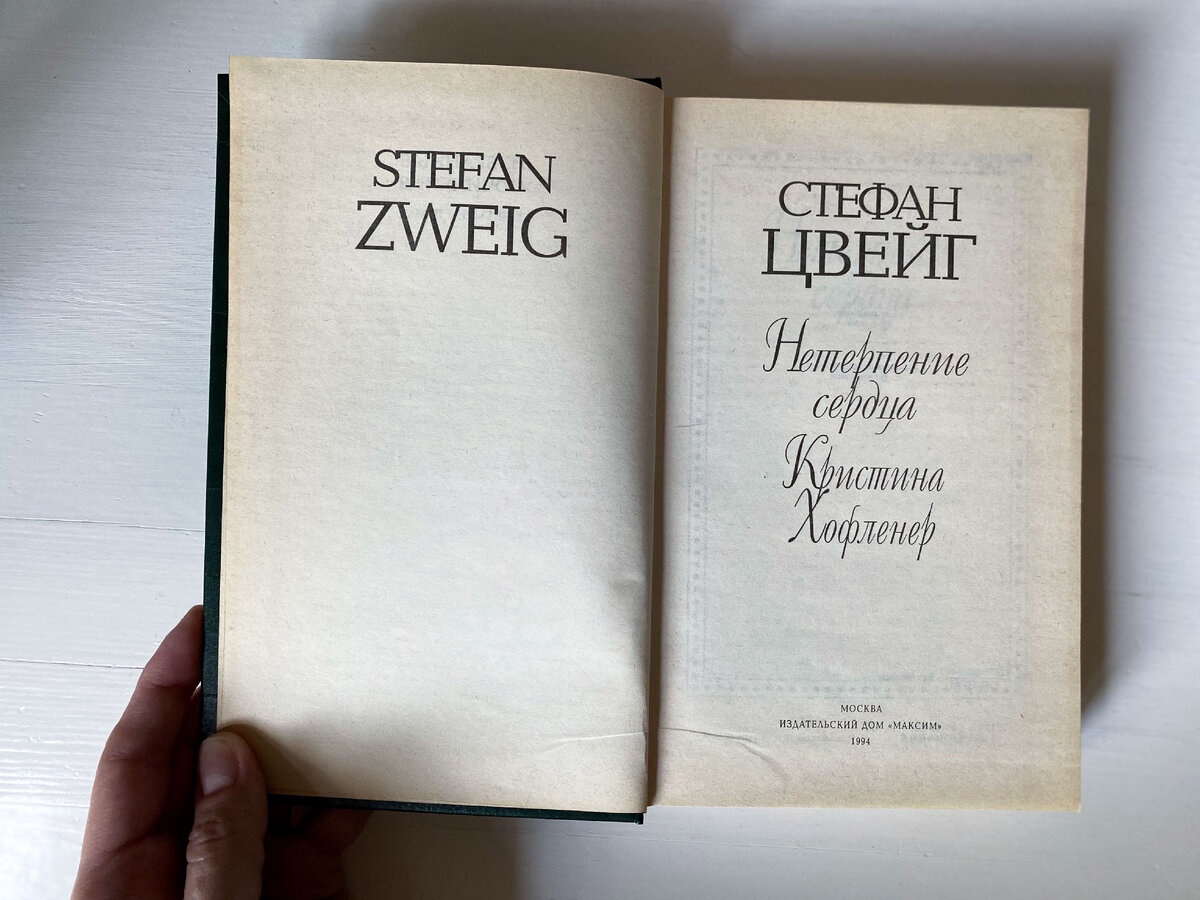 STEFAN
ZWEIG
СТЕФАН
ЦВЕЙГ
Нетерпение
сердца
Кристина
Хофленер
МОСКВА
ИЗДАТЕЛЬСКИЙ ДОМ «МАКСИМ»
1994